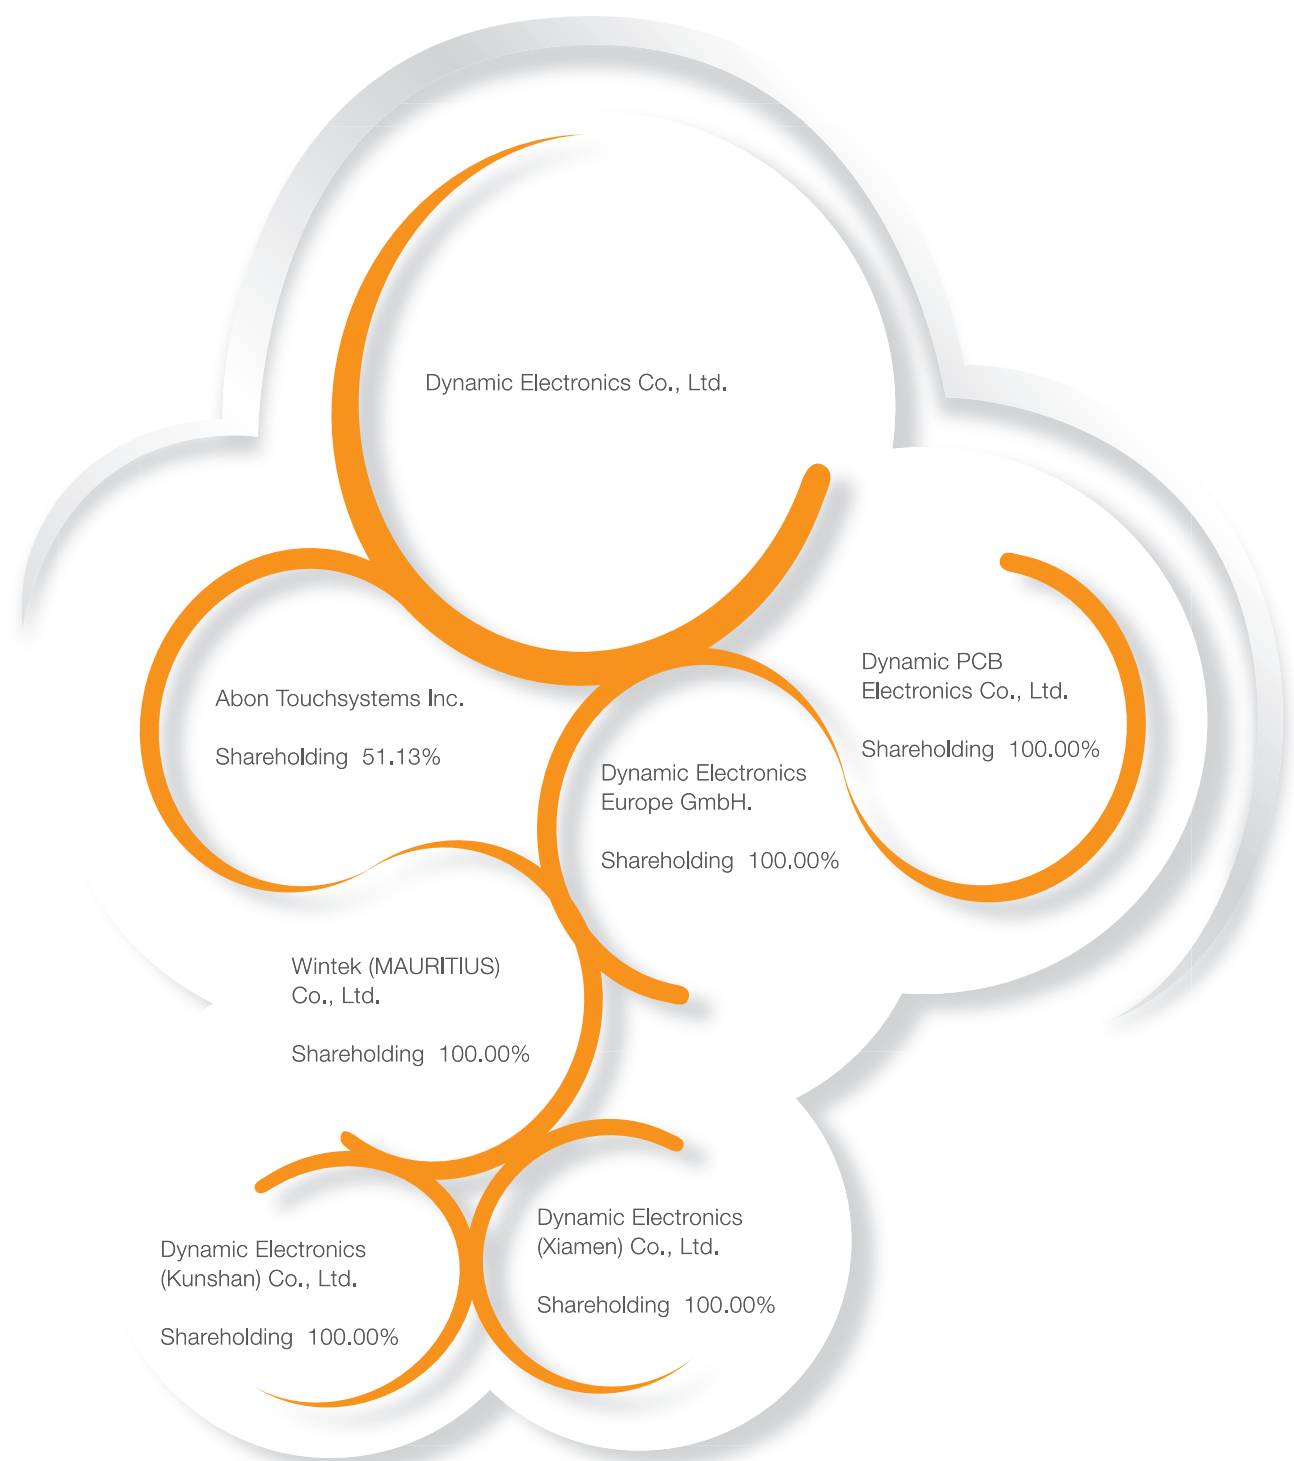 Dynamic Electronics Co., Ltd.
Abon Touchsystems Inc.
Shareholding 51.13%
Dynamic PCB
Electronics Co., Ltd.
Shareholding 100.00%
Dynamic Electronics
Europe GmbH.
Shareholding 100.00%
Wintek (MAURITIUS)
Co., Ltd.
Shareholding 100.00%
Dynamic Electronics
(Kunshan) Co., Ltd.
Shareholding 100.00%
Dynamic Electronics
(Xiamen) Co., Ltd.
Shareholding 100.00%